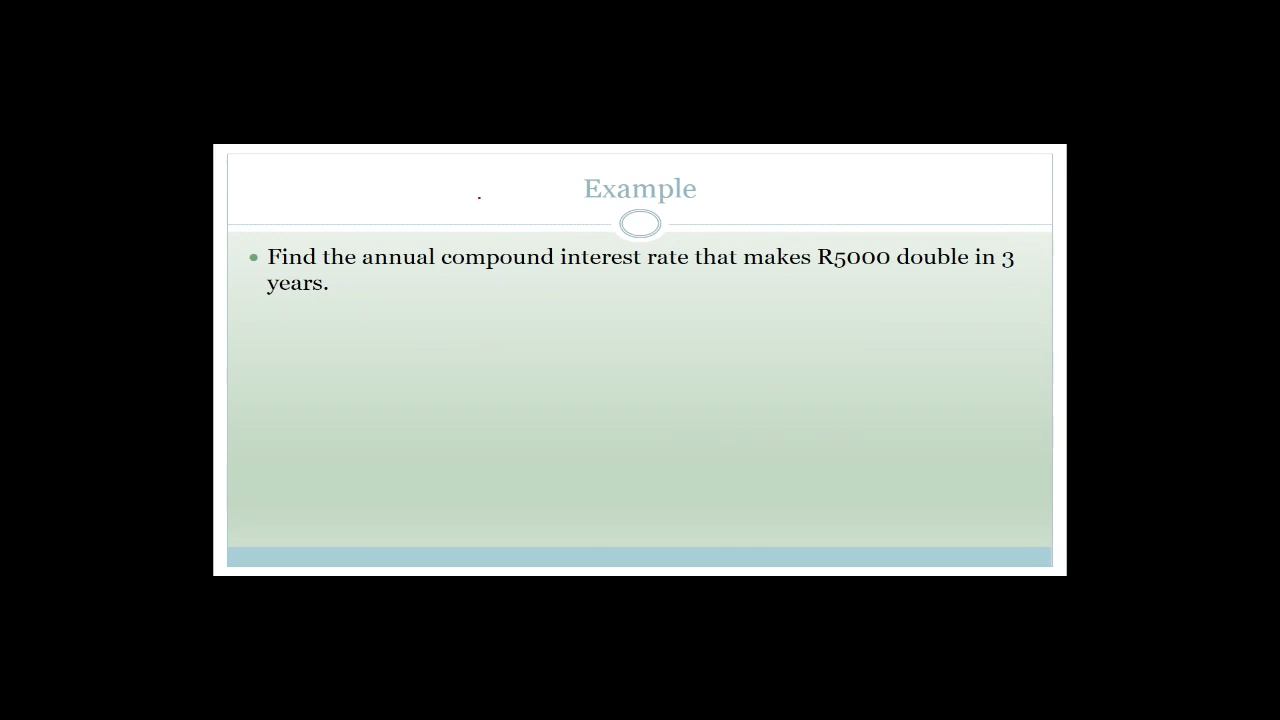 Example
• Find the annual compound interest rate that makes R5000 double in 3
years.